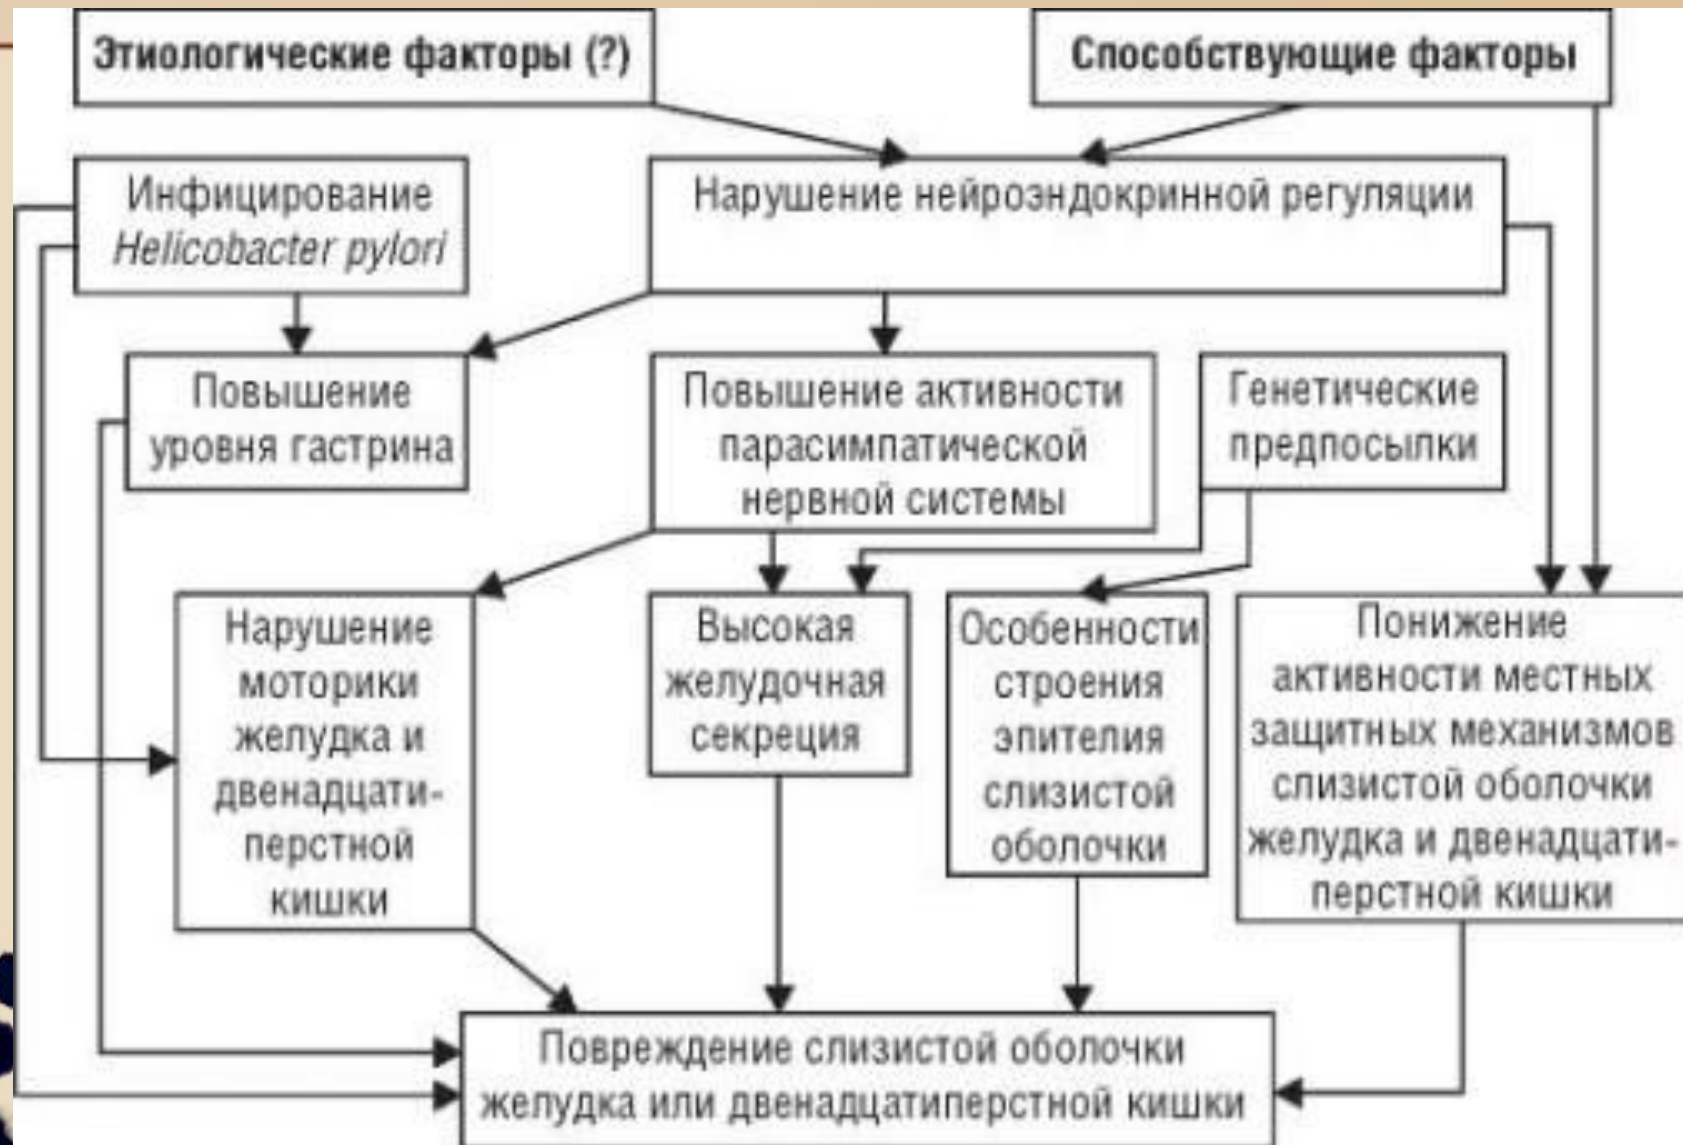 Этиологические факторы (?)
Способствующие факторы
Инфицирование
Helicobacter pylori
Нарушение нейроэндокринной регуляции
Повышение
уровня гастрина
Повышение активности
парасимпатической
нервной системы
Генетические
предпосылки
Нарушение
моторики
желудка и
двенадцати-
перстной
кишки
Высокая
желудочная
секреция
Особенности
строения
эпителия
слизистой
оболочки
Понижение
активности местных
защитных механизмов
слизистой оболочки
желудка и двенадцати-
перстной кишки
Повреждение слизистой оболочки
желудка или двенадцатиперстной кишки